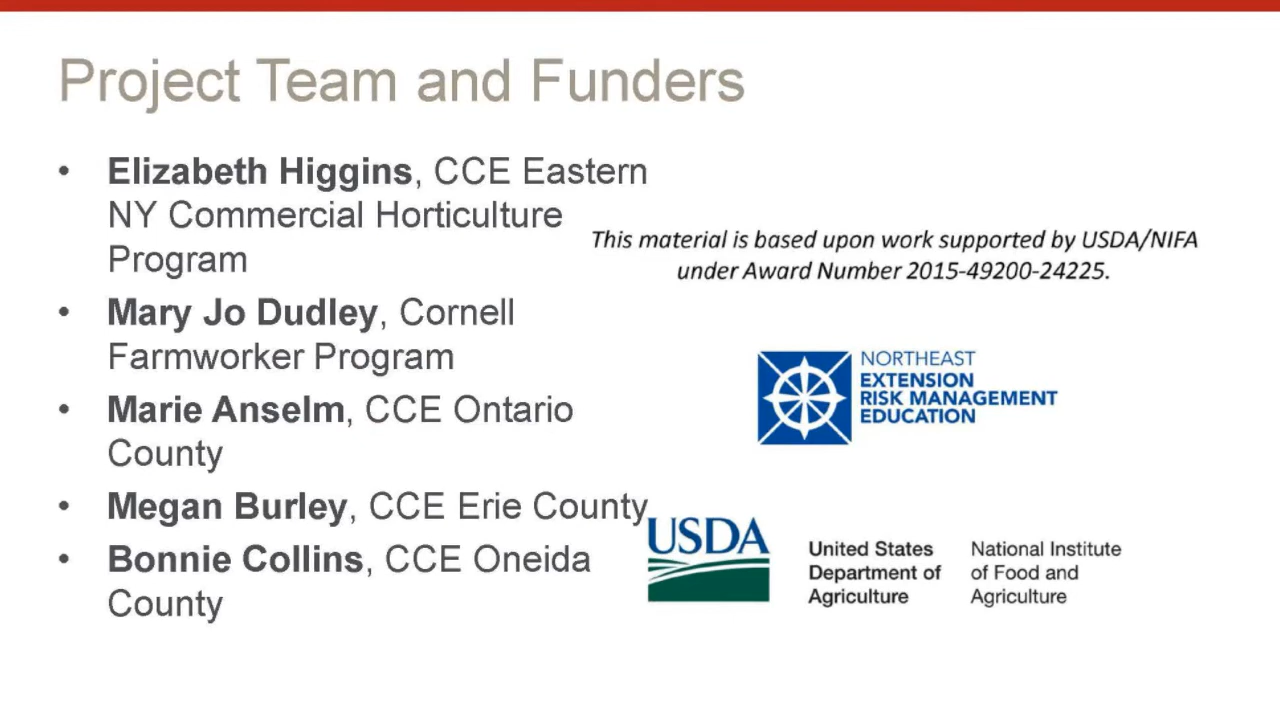 Project Team and Funders
• Elizabeth Higgins, CCE Eastern
NY Commercial Horticulture
Program
• Mary Jo Dudley, Cornell
Farmworker Program
• Marie Anselm, CCE Ontario
County
• Megan Burley, CCE Erie County
• Bonnie Collins, CCE Oneida
County
This material is based upon work supported by USDA/NIFA
under Award Number 2015-49200-24225.
NORTHEAST
EXTENSION
RISK MANAGEMENT
EDUCATION
USDA
United States
Department of
Agriculture
National Institute
of Food and
Agriculture